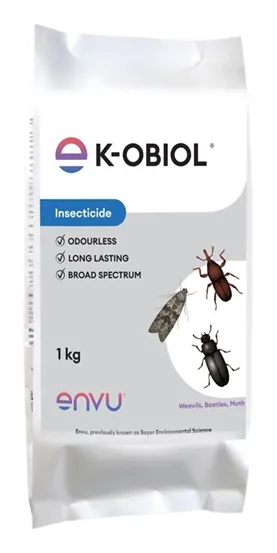 K-OBIOL®
Insecticide
ODOURLESS
LONG LASTING
BROAD SPECTRUM
1 kg
envu®
Weevils, Beetles, Moth
Envu, previously known as Bayer Environmental Science